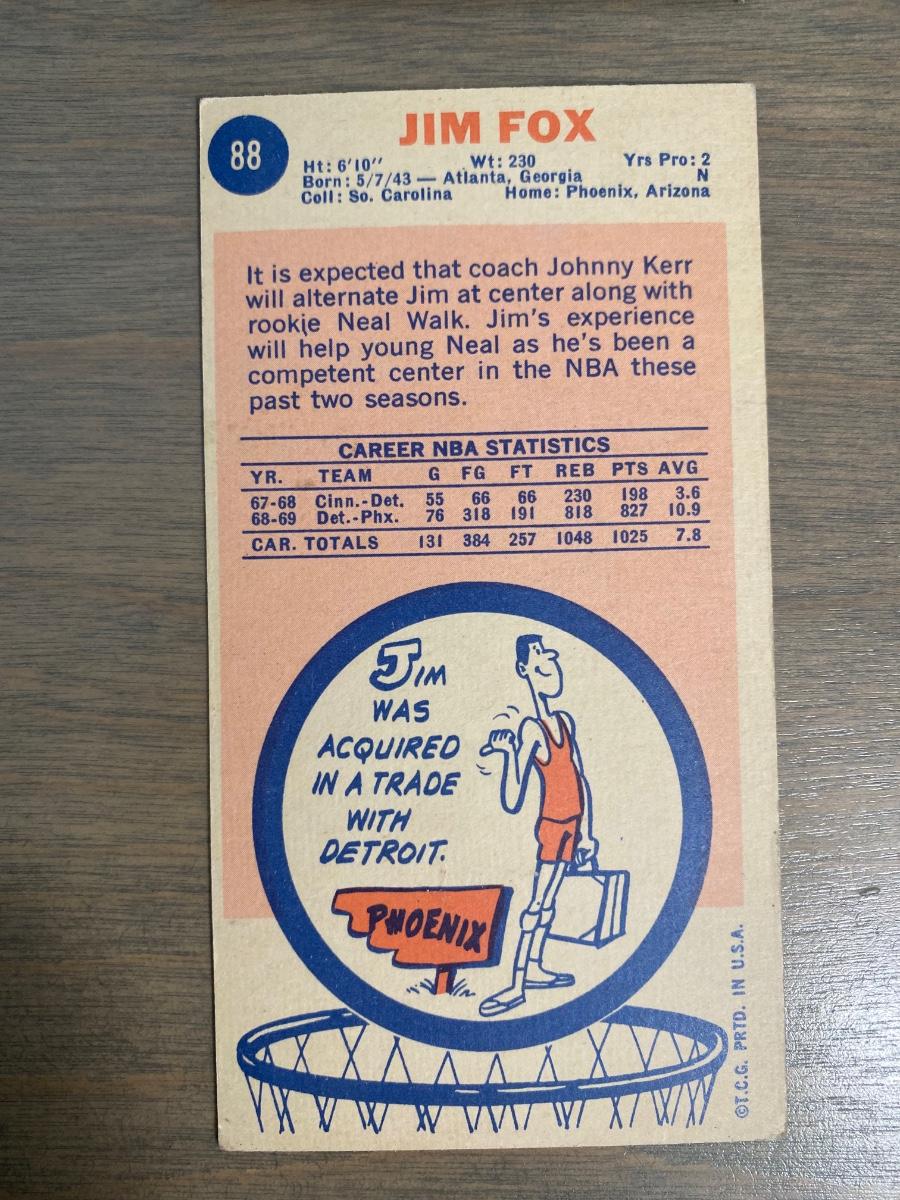 88
JIM FOX
Ht: 6'10" Wt: 230 Yrs Pro: 2
Born: 5/7/43 — Atlanta, Georgia N
Coll: So. Carolina Home: Phoenix, Arizona
It is expected that coach Johnny Kerr
will alternate Jim at center along with
rookie Neal Walk. Jim's experience
will help young Neal as he's been a
competent center in the NBA these
past two seasons.
CAREER NBA STATISTICS
YR. TEAM G FG FT REB PTS AVG
67-68 Cinn.-Det. 55 66 66 230 198 3.6
68-69 Det.-Phx. 76 318 191 818 827 10.9
CAR. TOTALS 131 384 257 1048 1025 7.8
JIM
WAS
ACQUIRED
IN A TRADE
WITH
DETROIT.
PHOENIX
©T.C.G. PRTD. IN U.S.A.